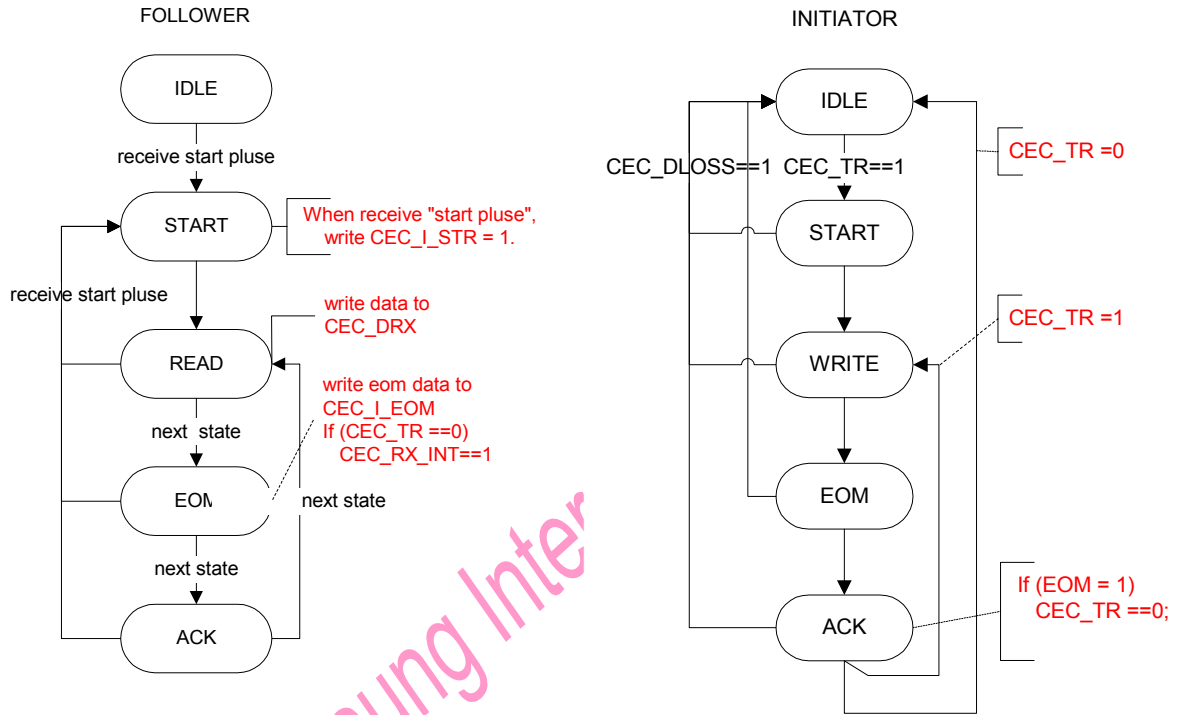 FOLLOWER
IDLE
receive start pluse
START
When receive "start pluse",
write CEC_I_STR = 1.
receive start pluse
write data to
CEC_DRX
READ
write eom data to
CEC_I_EOM
If (CEC_TR ==0)
CEC_RX_INT==1
next state
EOM
next state
next state
ACK
INITIATOR
IDLE
CEC_TR =0
CEC_DLOSS==1
CEC_TR==1
START
CEC_TR =1
WRITE
EOM
If (EOM = 1)
CEC_TR ==0;
ACK